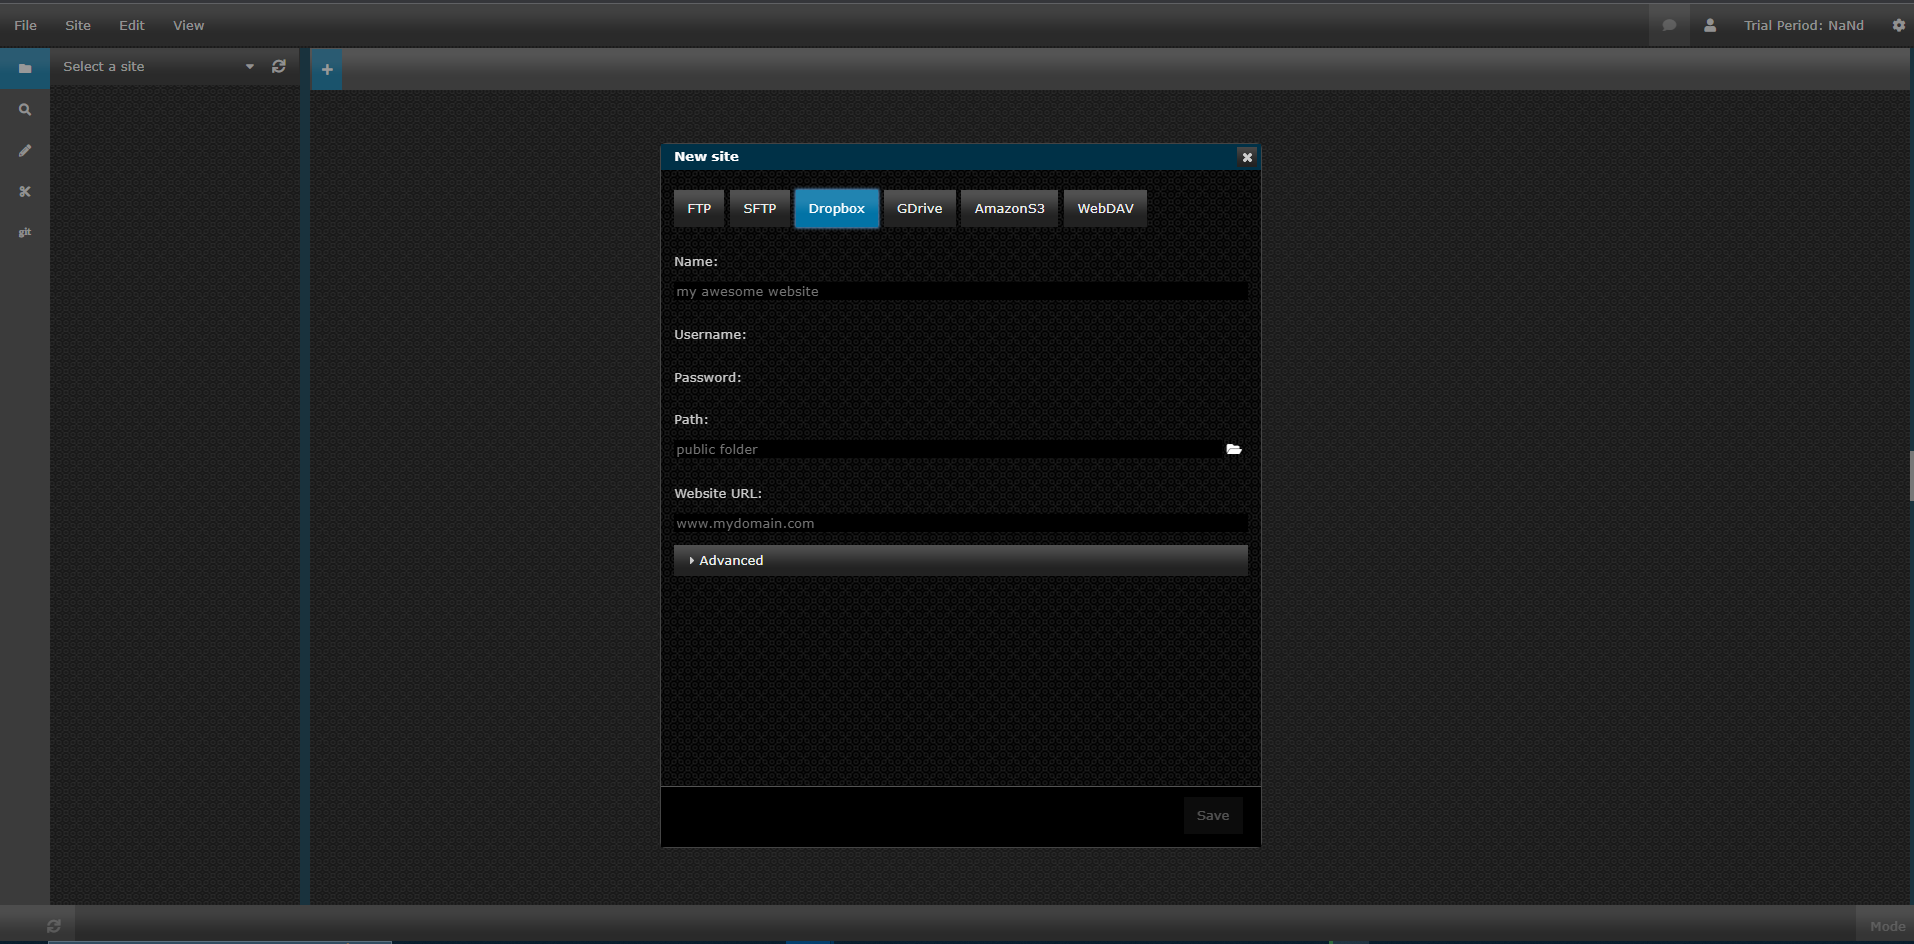 File Site Edit View Trial Period: NaNd
Select a site
+
New site
FTP SFTP Dropbox GDrive AmazonS3 WebDAV
Name:
my awesome website
Username:
Password:
Path:
public folder
Website URL:
www.mydomain.com
Advanced
git
Save
Mode